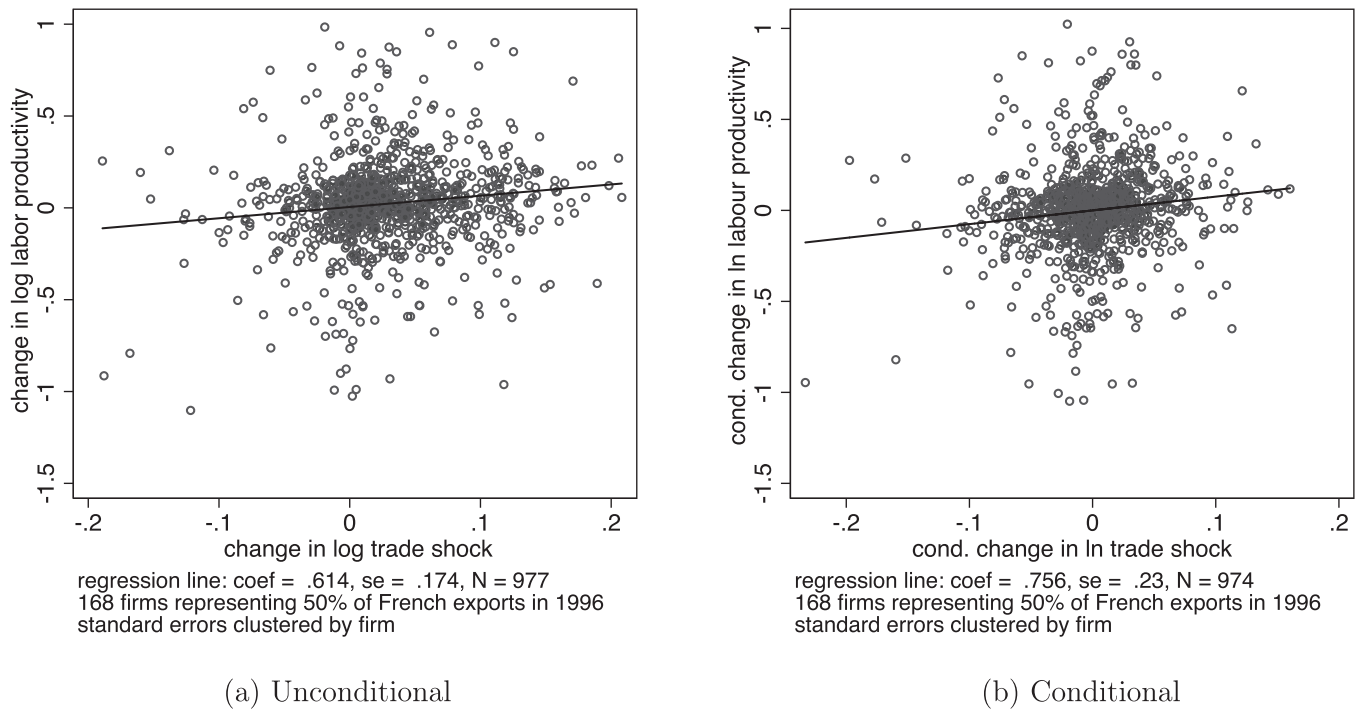 change in log labor productivity
1
.5
0
-.5
-1
-1.5
-.2
-.1
0
.1
.2
change in log trade shock
regression line: coef = .614, se = .174, N = 977
168 firms representing 50% of French exports in 1996
standard errors clustered by firm
(a) Unconditional
cond. change in ln labour productivity
1
.5
0
-.5
-1
-1.5
-.2
-.1
0
.1
.2
cond. change in ln trade shock
regression line: coef = .756, se = .23, N = 974
168 firms representing 50% of French exports in 1996
standard errors clustered by firm
(b) Conditional